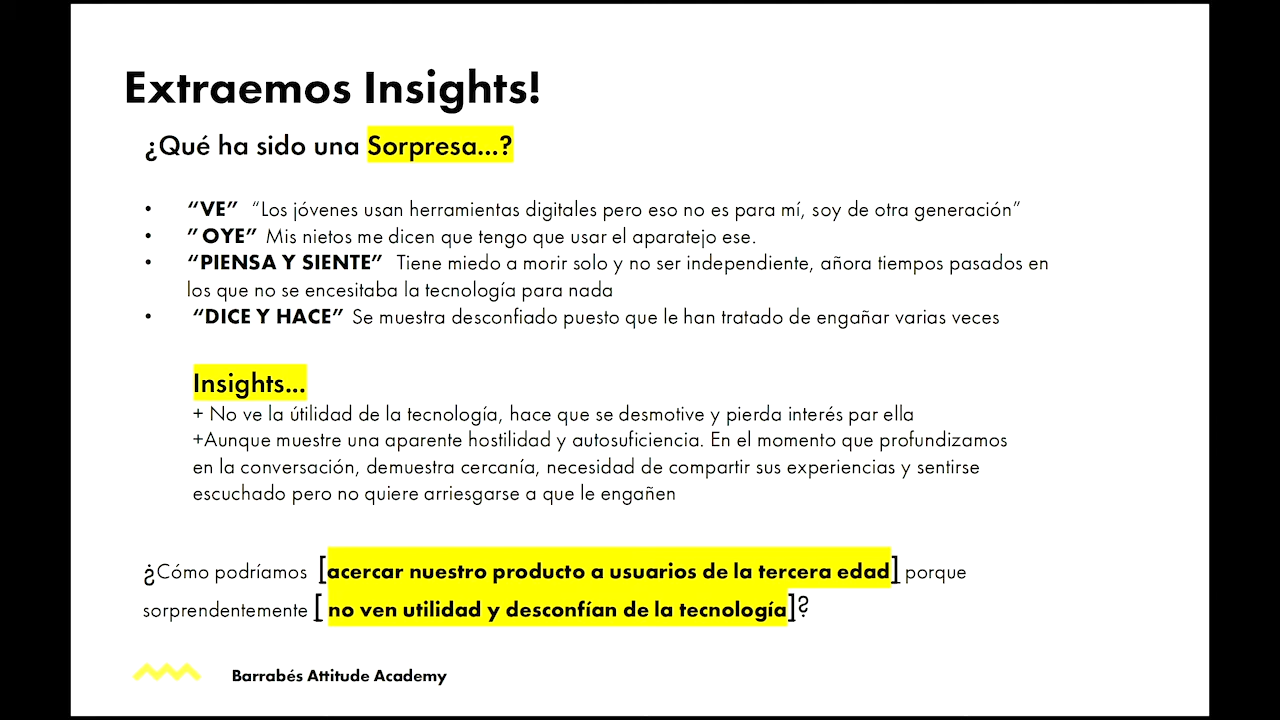 Extraemos Insights!
¿Qué ha sido una Sorpresa...?
• “VE” “Los jóvenes usan herramientas digitales pero eso no es para mí, soy de otra generación”
• ”OYE” Mis nietos me dicen que tengo que usar el aparatejo ese.
• “PIENSA Y SIENTE” Tiene miedo a morir solo y no ser independiente, añora tiempos pasados en
los que no se encesitaba la tecnología para nada
• “DICE Y HACE” Se muestra desconfiado puesto que le han tratado de engañar varias veces
Insights...
+ No ve la útilidad de la tecnología, hace que se desmotive y pierda interés par ella
+Aunque muestre una aparente hostilidad y autosuficiencia. En el momento que profundizamos
en la conversación, demuestra cercanía, necesidad de compartir sus experiencias y sentirse
escuchado pero no quiere arriesgarse a que le engañen
¿Cómo podríamos [acercar nuestro producto a usuarios de la tercera edad] porque
sorprendentemente [ no ven utilidad y desconfían de la tecnología]?
Barrabés Attitude Academy